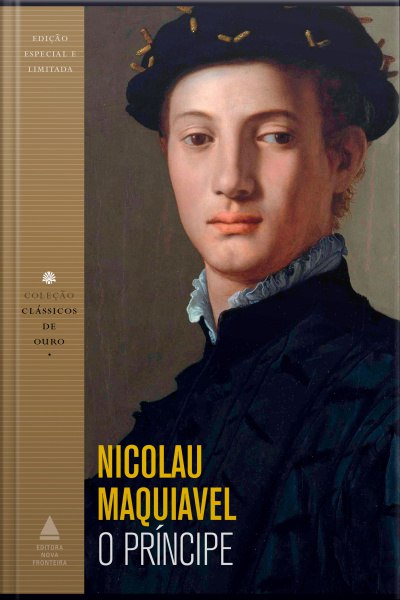 EDIÇÃO
ESPECIAL E
LIMITADA
COLEÇÃO
CLÁSSICOS
DE
OURO
NICOLAU
MAQUIAVEL
O PRÍNCIPE
EDITORA
NOVA
FRONTEIRA